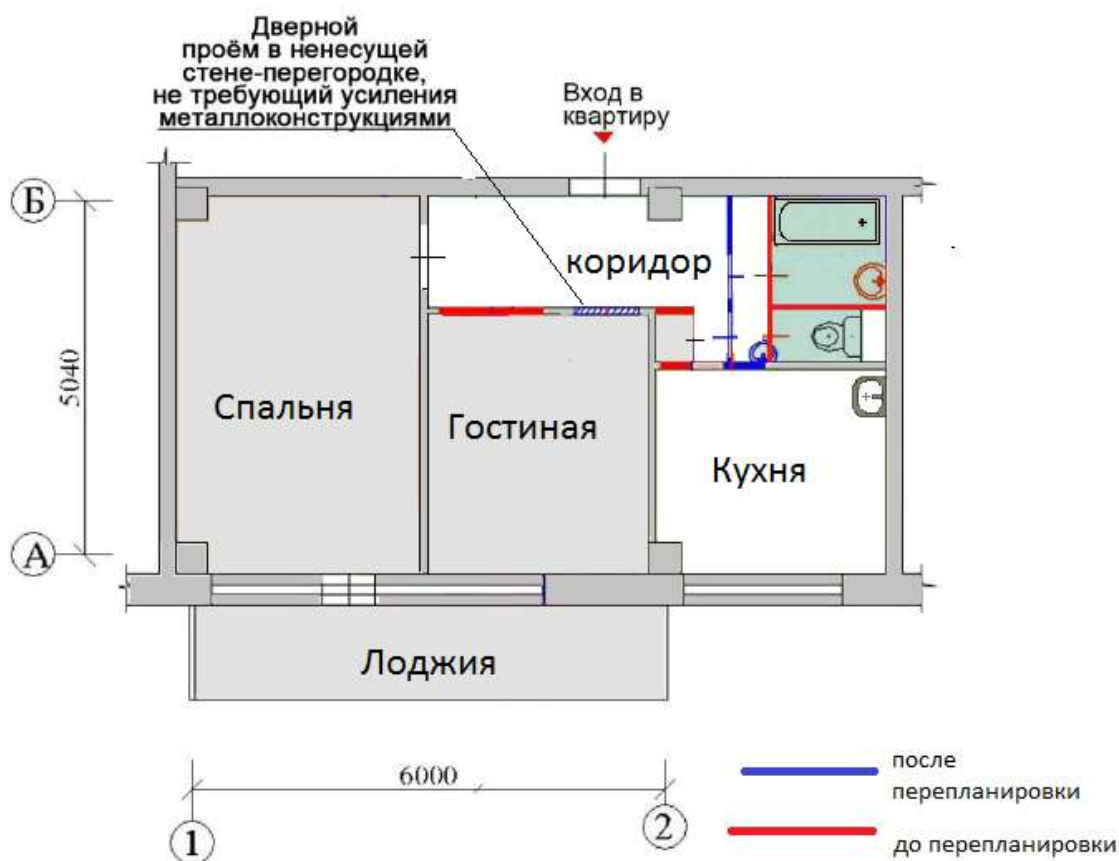 Дверной
проём в ненесущей
стене-перегородке,
не требующий усиления
металлоконструкциями
Вход в
квартиру
Б
коридор
5040
Спальня
Гостиная
Кухня
А
Лоджия
6000
1
2
после
перепланировки
до перепланировки